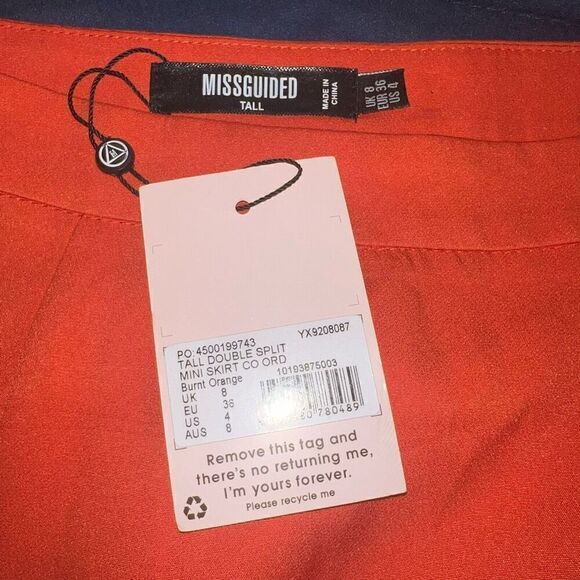 MISSGUIDED
TALL
MADE IN
CHINA
UK 8
EUR 36
US 4
PO:4500199743 YX9208087
TALL DOUBLE SPLIT
MINI SKIRT CO ORD
Burnt Orange 10193875003
UK 8
EU 36
US 4
AUS 8
780489
Remove this tag and
there's no returning me,
I'm yours forever.
Please recycle me